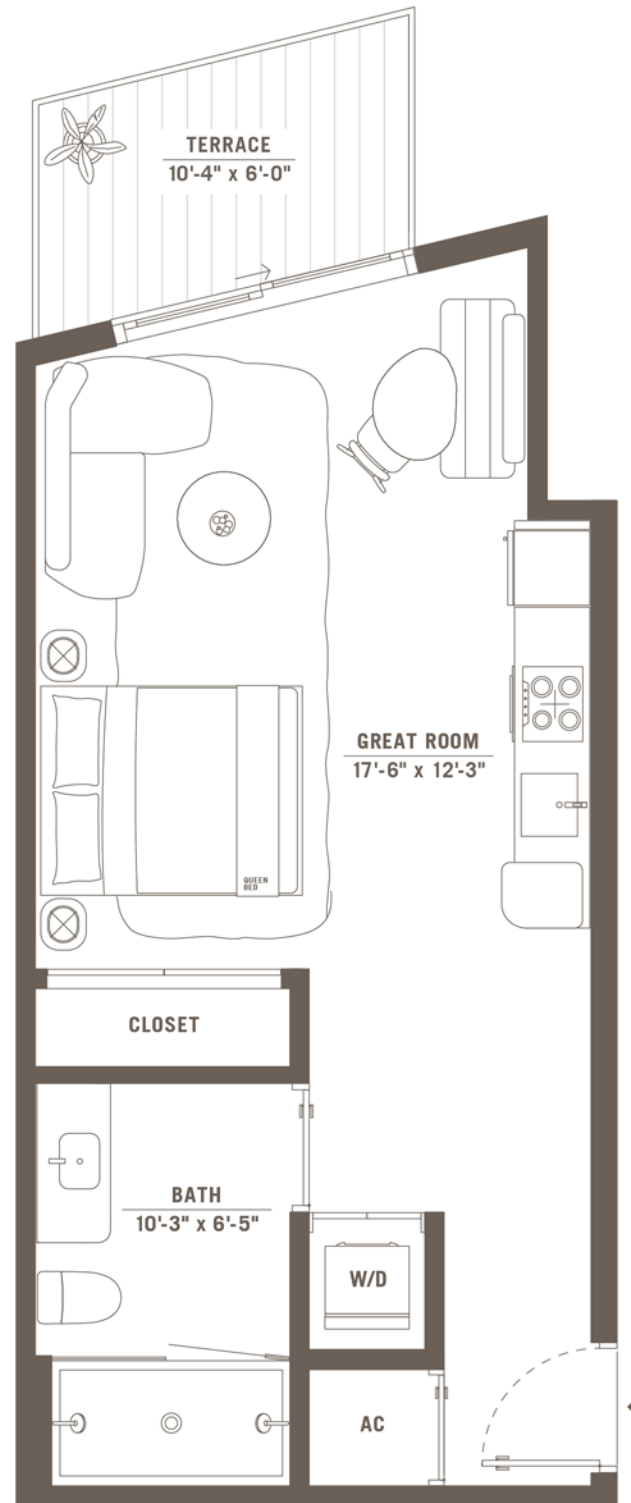 TERRACE
10'-4" x 6'-0"
GREAT ROOM
17'-6" x 12'-3"
QUEEN
BED
CLOSET
BATH
10'-3" x 6'-5"
W/D
AC